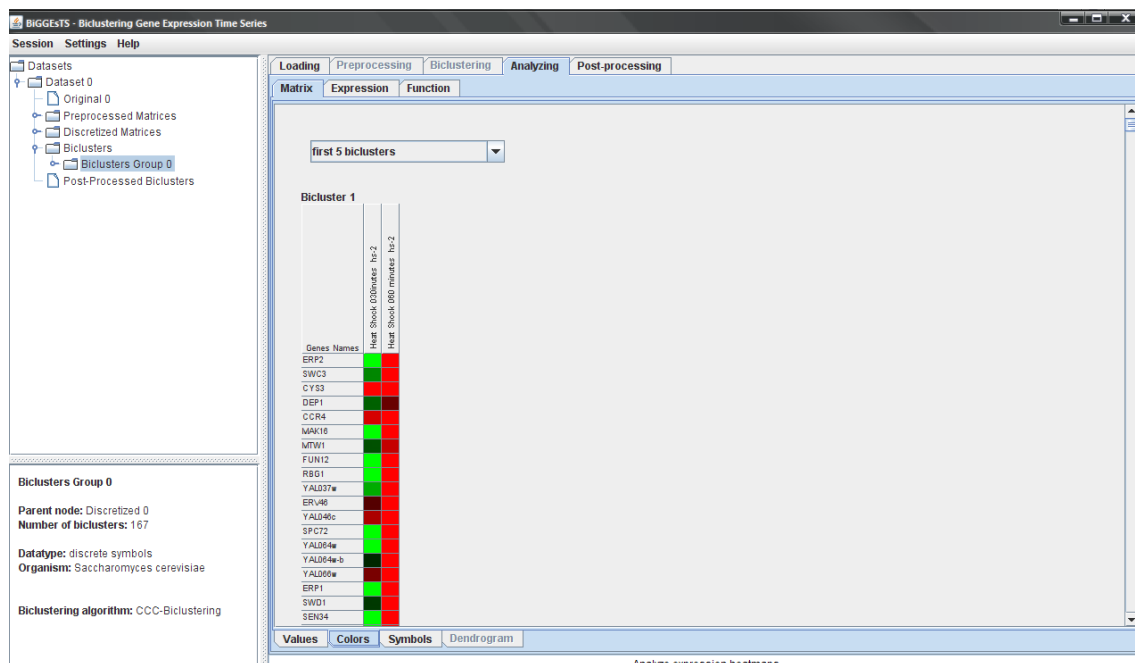 BiGGEsTS - Biclustering Gene Expression Time Series
Session Settings Help
Datasets
Dataset 0
Original 0
Preprocessed Matrices
Discretized Matrices
Biclusters
Biclusters Group 0
Post-Processed Biclusters
Biclusters Group 0
Parent node: Discretized 0
Number of biclusters: 167
Datatype: discrete symbols
Organism: Saccharomyces cerevisiae
Biclustering algorithm: CCC-Biclustering
Loading Preprocessing Biclustering Analyzing Post-processing
Matrix Expression Function
first 5 biclusters
Bicluster 1
Heat Shock 030inutes hs-2
Heat Shock 060 minutes hs-2
Genes Names
ERP2
SWC3
CYS3
DEP1
CCR4
MAK16
MTW1
FUN12
RBG1
YAL037w
ERV46
YAL046c
SPC72
YAL064w
YAL064w-b
YAL066w
ERP1
SWD1
SEN34
Values Colors Symbols Dendrogram